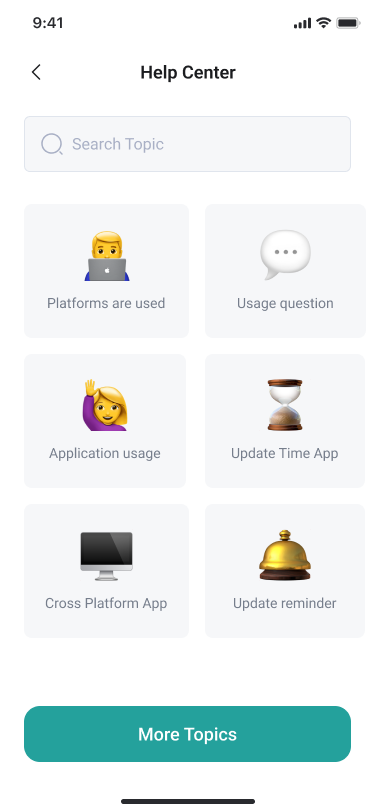 9:41
Help Center
Search Topic
Platforms are used
Usage question
Application usage
Update Time App
Cross Platform App
Update reminder
More Topics